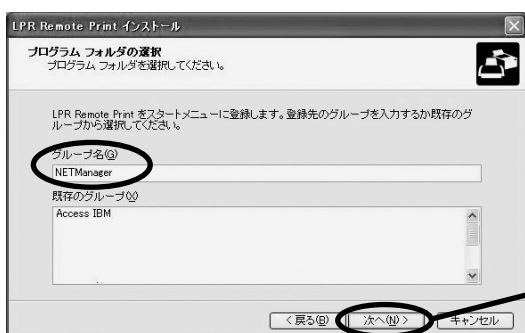 LPR Remote Print インストール
プログラム フォルダの選択
プログラム フォルダを選択してください。
LPR Remote Print をスタートメニューに登録します。登録先のグループを入力するか既存のグ
ループから選択してください。
グループ名(G)
NETManager
既存のグループ(X)
Access IBM
< 戻る(B)
次へ(N) >
キャンセル